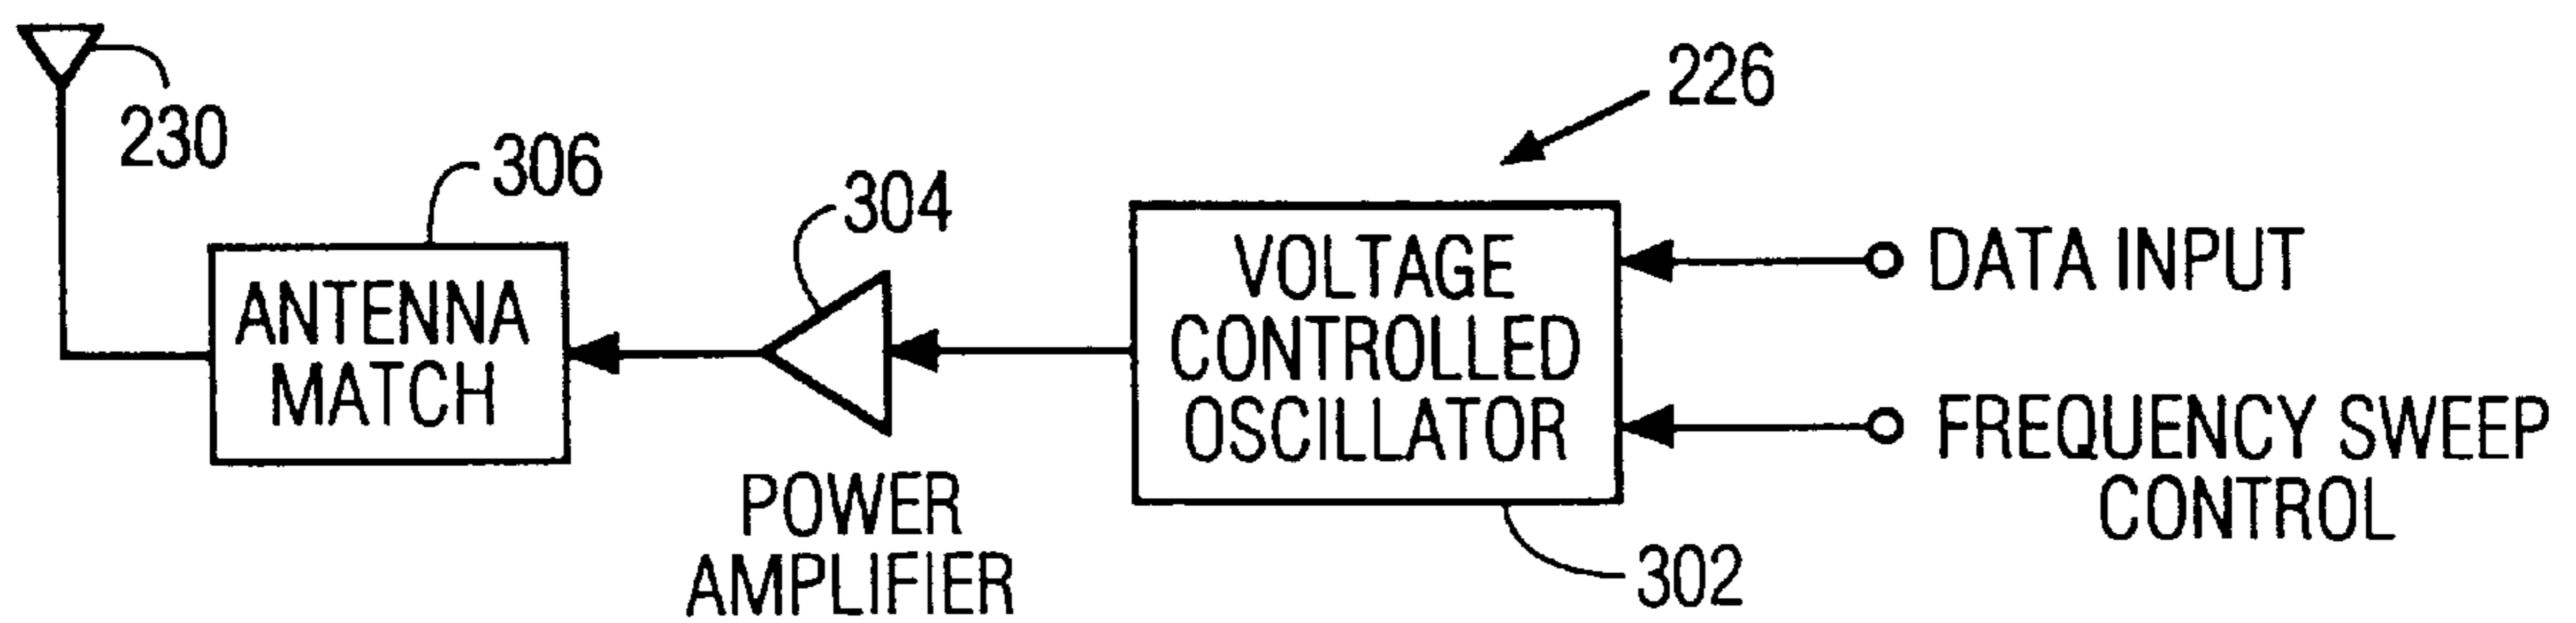 230
306
ANTENNA
MATCH
304
POWER
AMPLIFIER
226
VOLTAGE
CONTROLLED
OSCILLATOR
302
DATA INPUT
FREQUENCY SWEEP
CONTROL